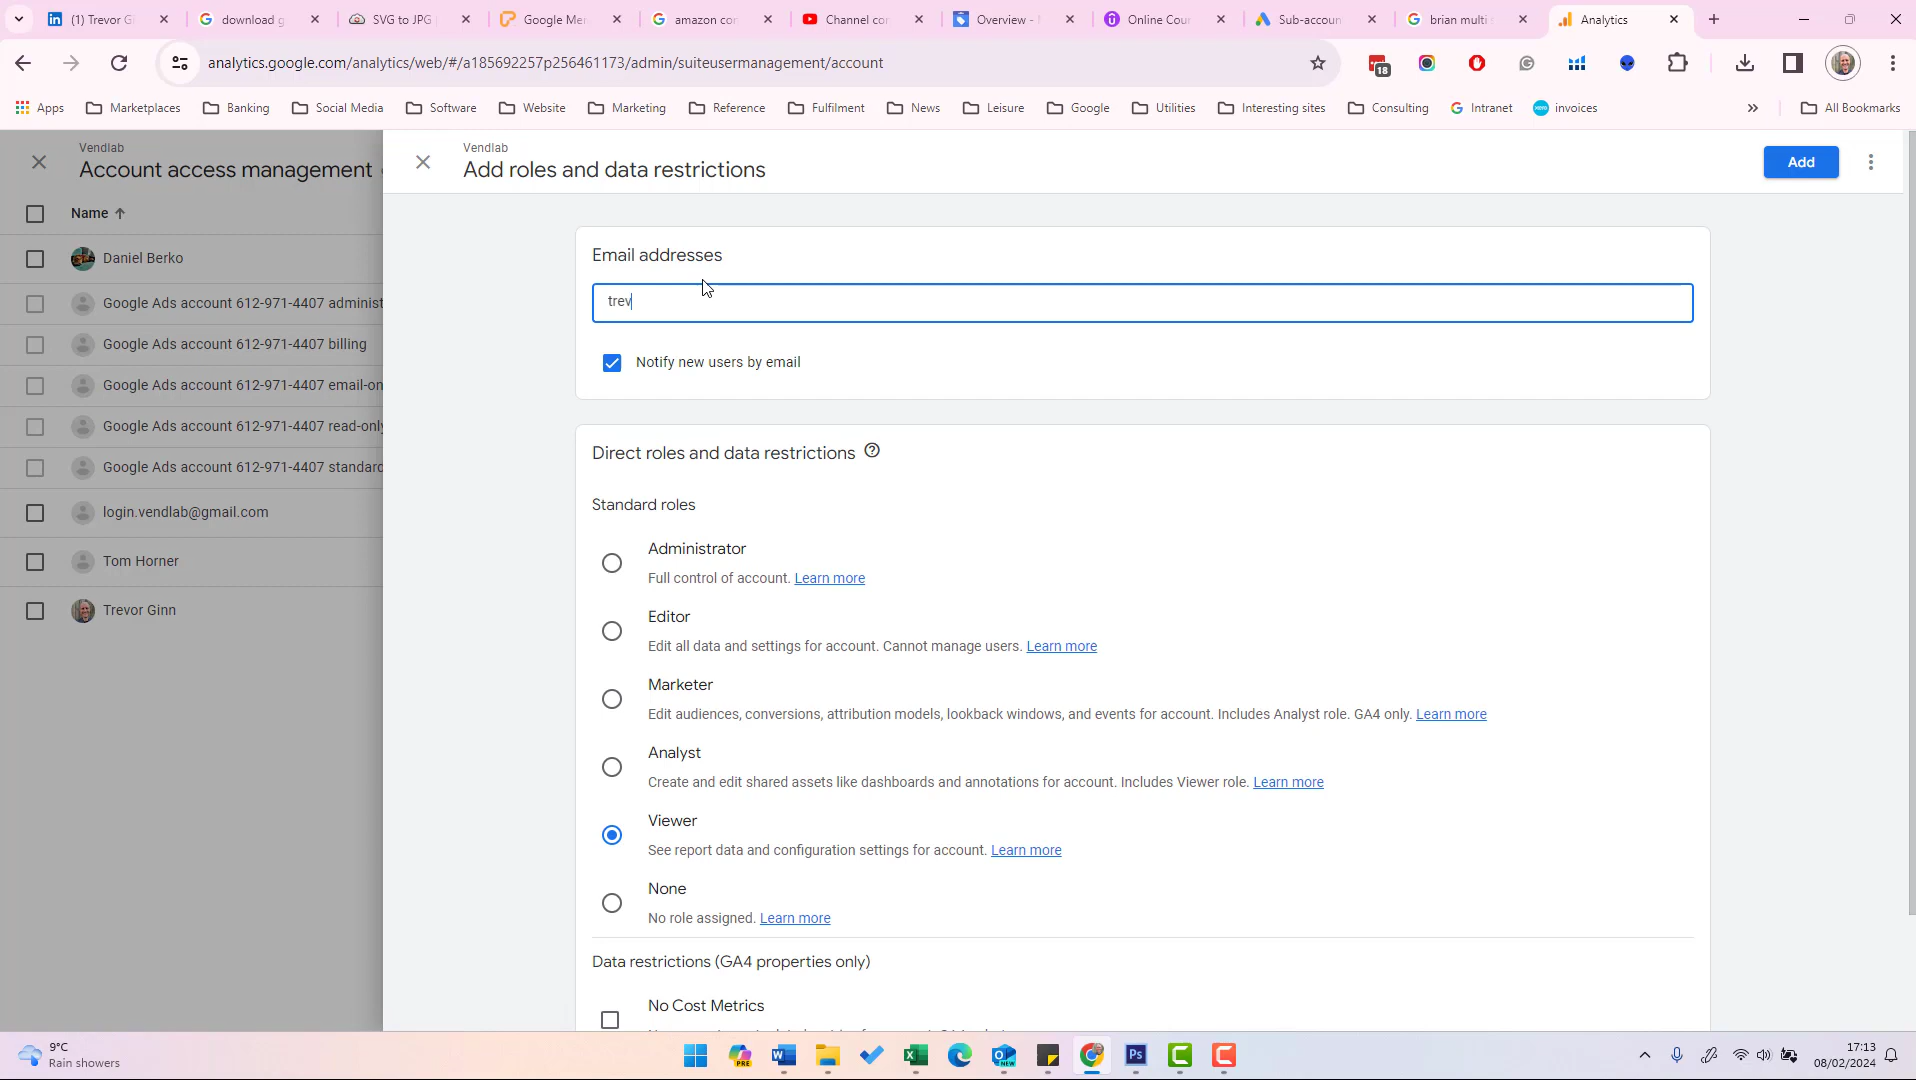 (1) Trevor Gi
download g
SVG to JPG
Google Mer
amazon cor
Channel cor
Overview -
Online Cour
Sub-accoun
brian multi
Analytics
analytics.google.com/analytics/web/#/a185692257p256461173/admin/suiteusermanagement/account
18
Apps
Marketplaces
Banking
Social Media
Software
Website
Marketing
Reference
Fulfilment
News
Leisure
Google
Utilities
Interesting sites
Consulting
Intranet
invoices
All Bookmarks
Vendlab
Account access management
Name
Daniel Berko
Google Ads account 612-971-4407 administ
Google Ads account 612-971-4407 billing
Google Ads account 612-971-4407 email-on
Google Ads account 612-971-4407 read-only
Google Ads account 612-971-4407 standard
login.vendlab@gmail.com
Tom Horner
Trevor Ginn
Vendlab
Add roles and data restrictions
Add
Email addresses
trev
Notify new users by email
Direct roles and data restrictions
Standard roles
Administrator
Full control of account. Learn more
Editor
Edit all data and settings for account. Cannot manage users. Learn more
Marketer
Edit audiences, conversions, attribution models, lookback windows, and events for account. Includes Analyst role. GA4 only. Learn more
Analyst
Create and edit shared assets like dashboards and annotations for account. Includes Viewer role. Learn more
Viewer
See report data and configuration settings for account. Learn more
None
No role assigned. Learn more
Data restrictions (GA4 properties only)
No Cost Metrics
9°C
Rain showers
17:13
08/02/2024